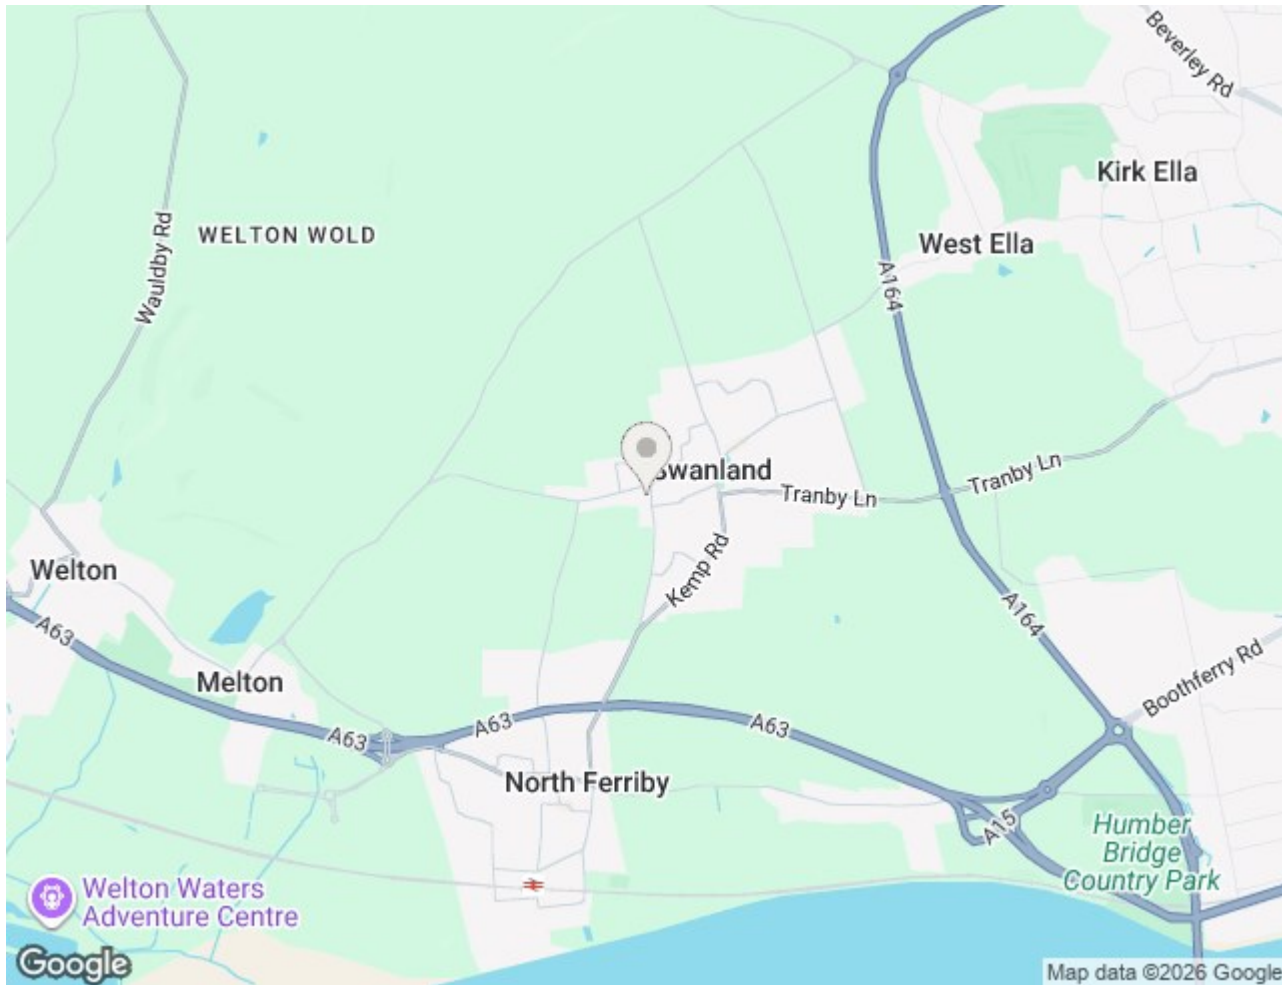 Beverley Rd
Kirk Ella
WELTON WOLD
West Ella
Wauldby Rd
A164
Swanland
Tranby Ln
Tranby Ln
Kemp Rd
Welton
A164
A63
Boothferry Rd
Melton
A63
A63
A63
North Ferriby
A15
Humber
Bridge
Country Park
Welton Waters
Adventure Centre
Google
Map data ©2026 Google